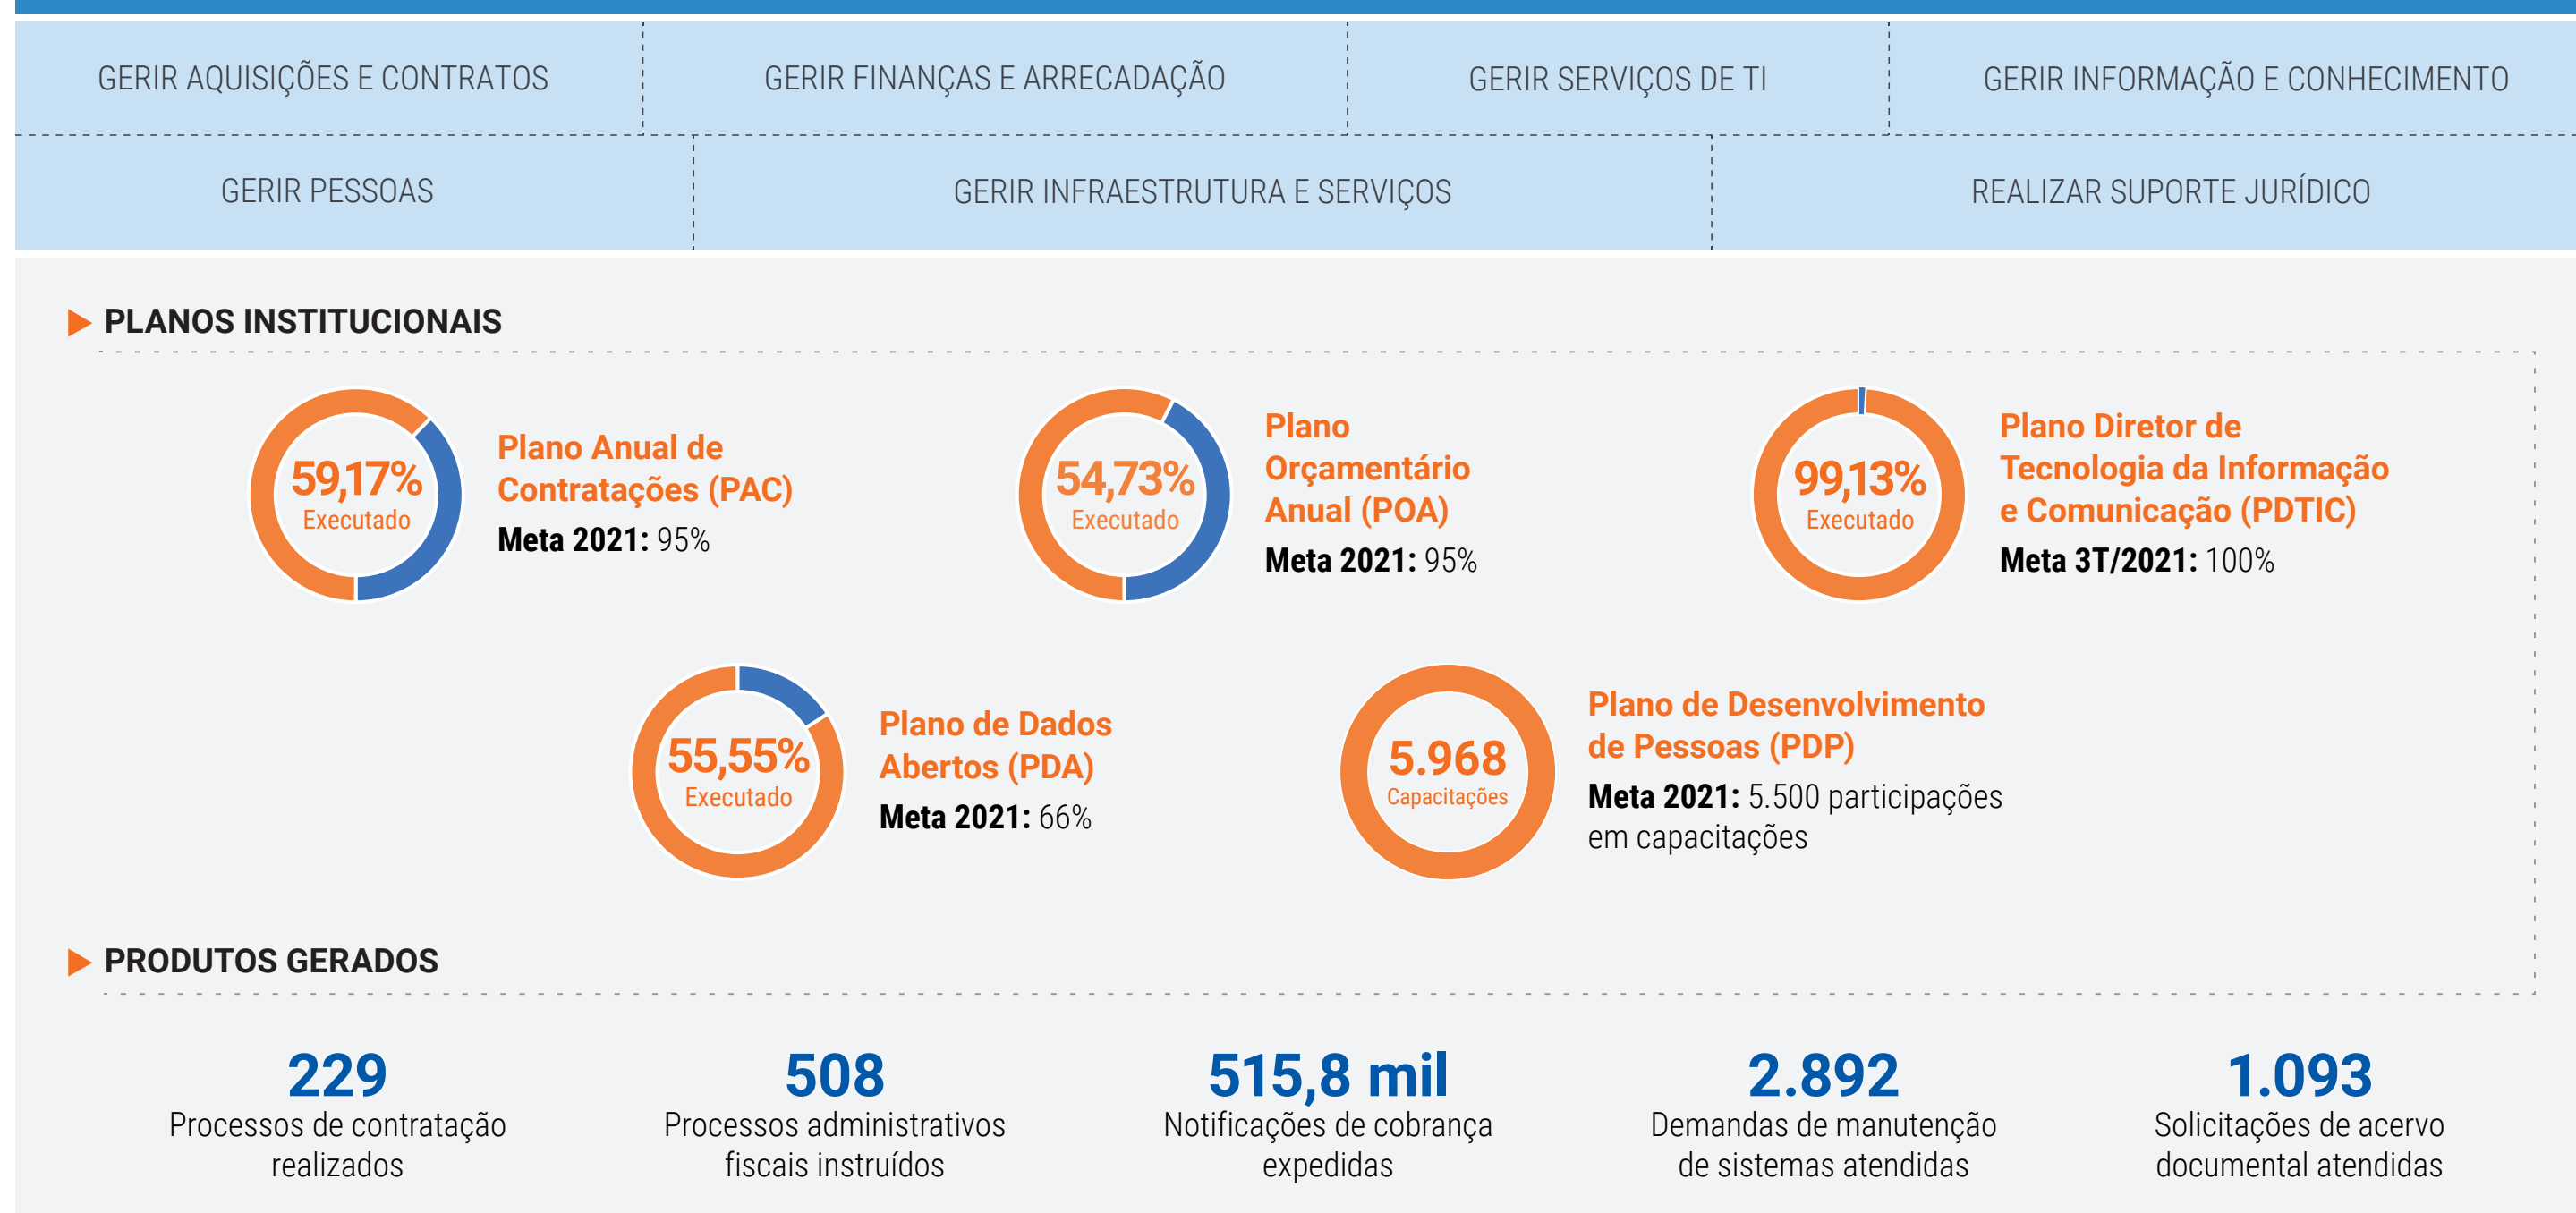 GERIR AQUISIÇÕES E CONTRATOS
GERIR FINANÇAS E ARRECADAÇÃO
GERIR SERVIÇOS DE TI
GERIR INFORMAÇÃO E CONHECIMENTO
GERIR PESSOAS
GERIR INFRAESTRUTURA E SERVIÇOS
REALIZAR SUPORTE JURÍDICO
PLANOS INSTITUCIONAIS
59,17%
Executado
Plano Anual de
Contratações (PAC)
Meta 2021: 95%
54,73%
Executado
Plano
Orçamentário
Anual (POA)
Meta 2021: 95%
99,13%
Executado
Plano Diretor de
Tecnologia da Informação
e Comunicação (PDTIC)
Meta 3T/2021: 100%
55,55%
Executado
Plano de Dados
Abertos (PDA)
Meta 2021: 66%
5.968
Capacitações
Plano de Desenvolvimento
de Pessoas (PDP)
Meta 2021: 5.500 participações
em capacitações
PRODUTOS GERADOS
229
Processos de contratação
realizados
508
Processos administrativos
fiscais instruídos
515,8 mil
Notificações de cobrança
expedidas
2.892
Demandas de manutenção
de sistemas atendidas
1.093
Solicitações de acervo
documental atendidas